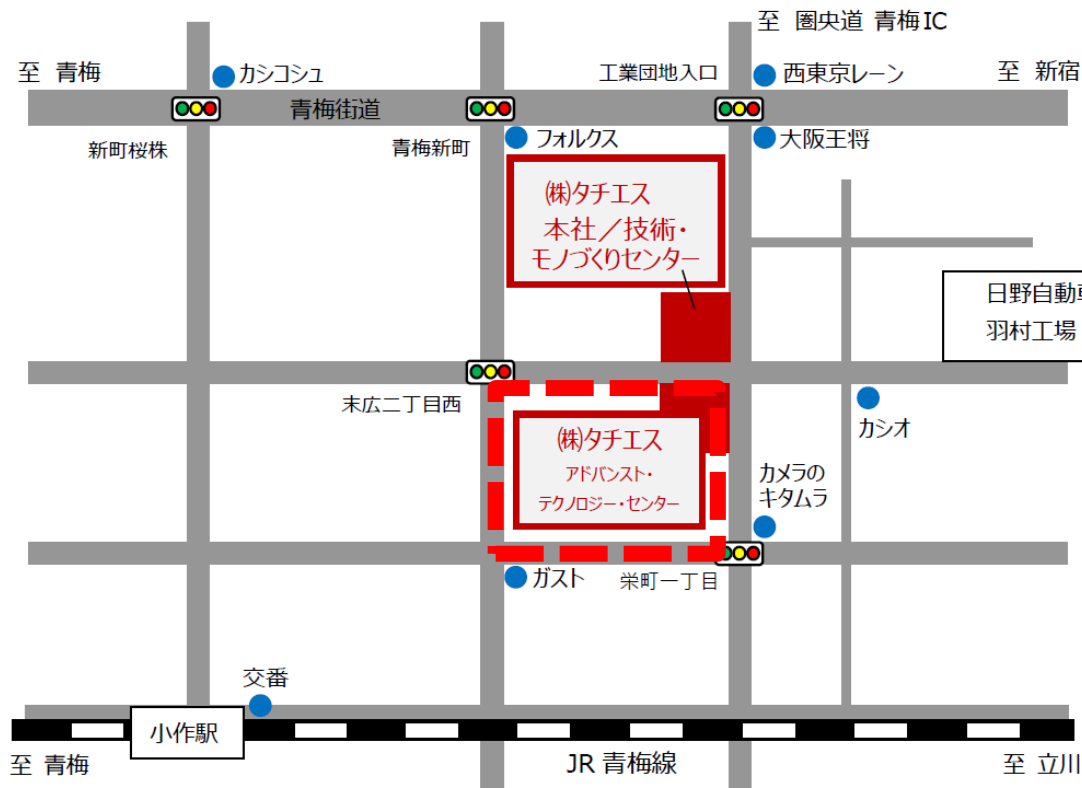 至 圏央道 青梅IC
至 青梅
カシコシュ
工業団地入口
西東京レーン
至 新宿
青梅街道
新町桜株
青梅新町
フォルクス
大阪王将
㈱タチエス
本社／技術・
モノづくりセンター
日野自動車
羽村工場
末広二丁目西
カシオ
㈱タチエス
アドバンスト・
テクノロジー・センター
カメラの
キタムラ
ガスト
栄町一丁目
交番
小作駅
至 青梅
JR 青梅線
至 立川